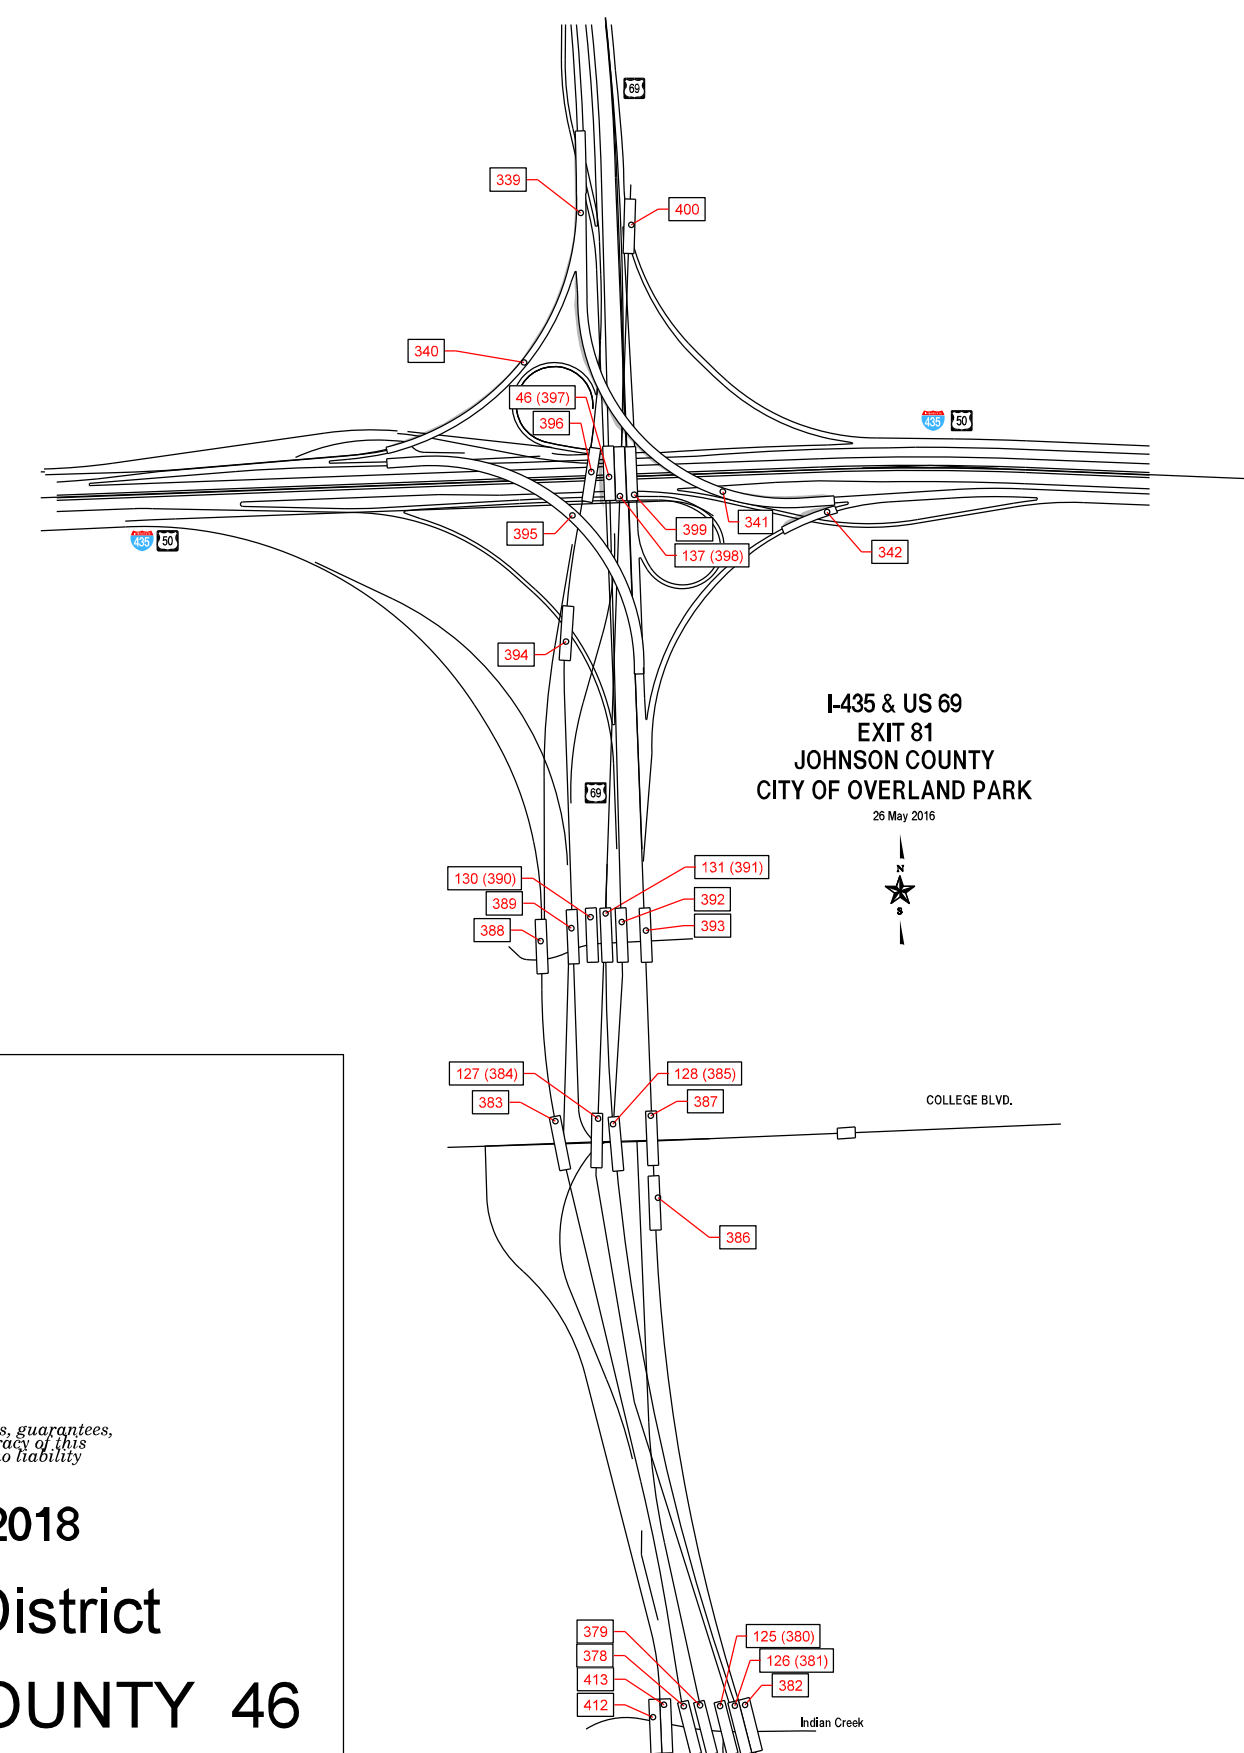 69
339
400
340
46 (397)
396
435
50
395
399
341
137 (398)
342
435
50
394
I-435 & US 69
EXIT 81
JOHNSON COUNTY
CITY OF OVERLAND PARK
26 May 2016
69
N
S
130 (390)
131 (391)
389
392
388
393
127 (384)
128 (385)
383
387
COLLEGE BLVD.
386
s, guarantees,
racy of this
o liability
2018
District
OUNTY 46
379
125 (380)
378
126 (381)
413
382
412
Indian Creek